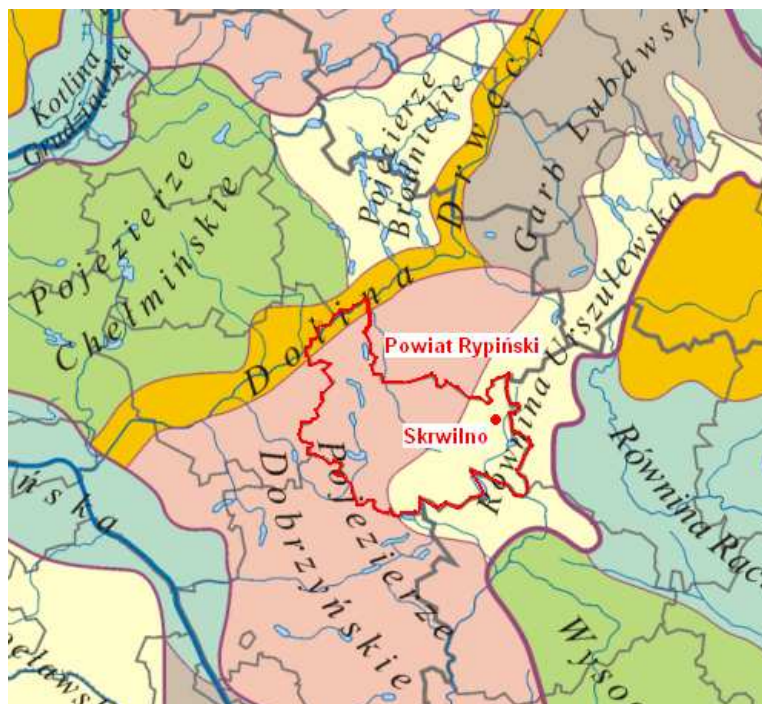 Kotlina
Grudziądzka
Pojezierze
Brodnickie
Garb Lubawski
Pojezierze
Chełmińskie
Dolina Drwęcy
Powiat Rypiński
Skrwilno
Równina Urszulewska
Pojezierze
Dobrzyńskie
Równina Rac
Wysoc